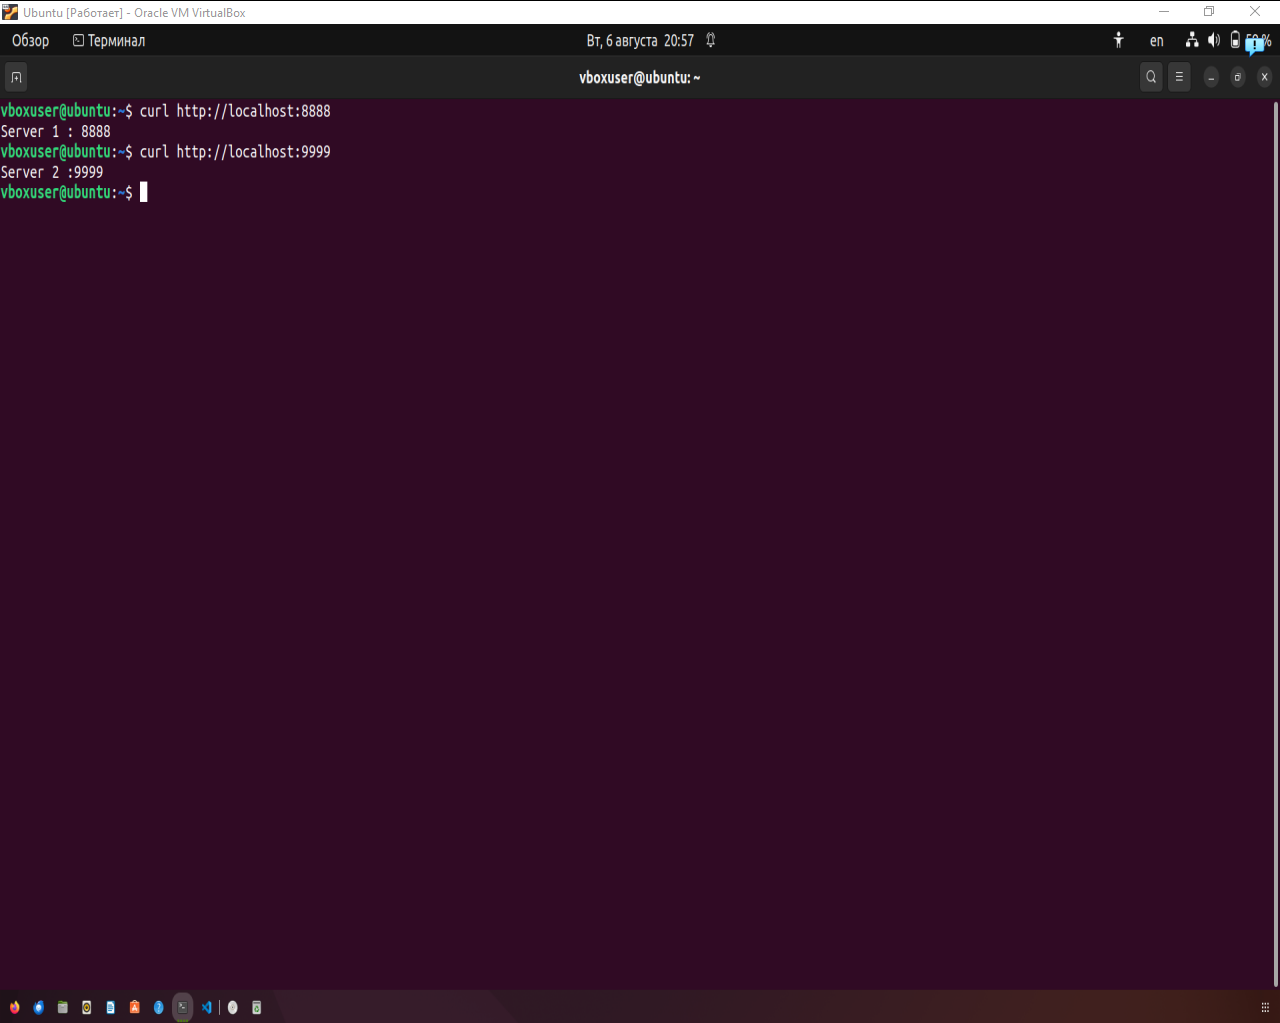 Ubuntu [Работает] - Oracle VM VirtualBox
Обзор Терминал Вт, 6 августа 20:57 en
vboxuser@ubuntu: ~
vboxuser@ubuntu:~$ curl http://localhost:8888
Server 1 : 8888
vboxuser@ubuntu:~$ curl http://localhost:9999
Server 2 :9999
vboxuser@ubuntu:~$